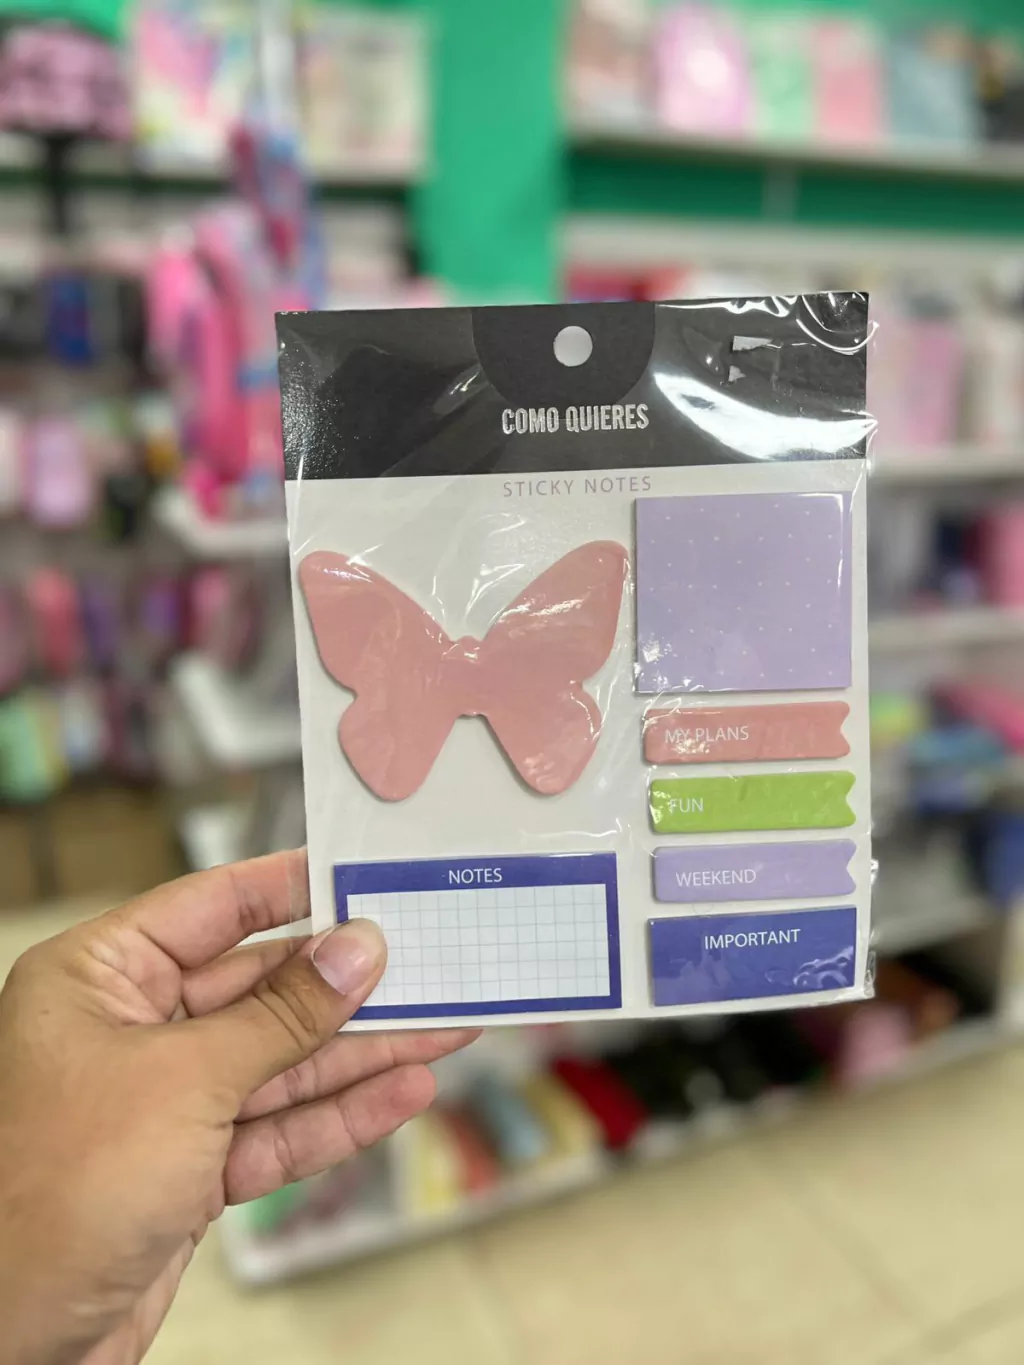 COMO QUIERES
STICKY NOTES
MY PLANS
FUN
WEEKEND
NOTES
IMPORTANT